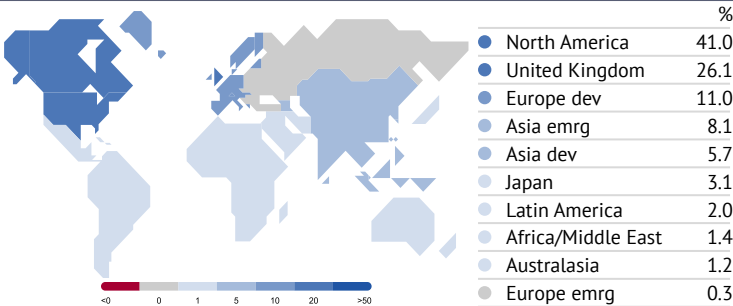 %
North America 41.0
United Kingdom 26.1
Europe dev 11.0
Asia emrg 8.1
Asia dev 5.7
Japan 3.1
Latin America 2.0
Africa/Middle East 1.4
Australasia 1.2
Europe emrg 0.3
<0 0 1 5 10 20 >50